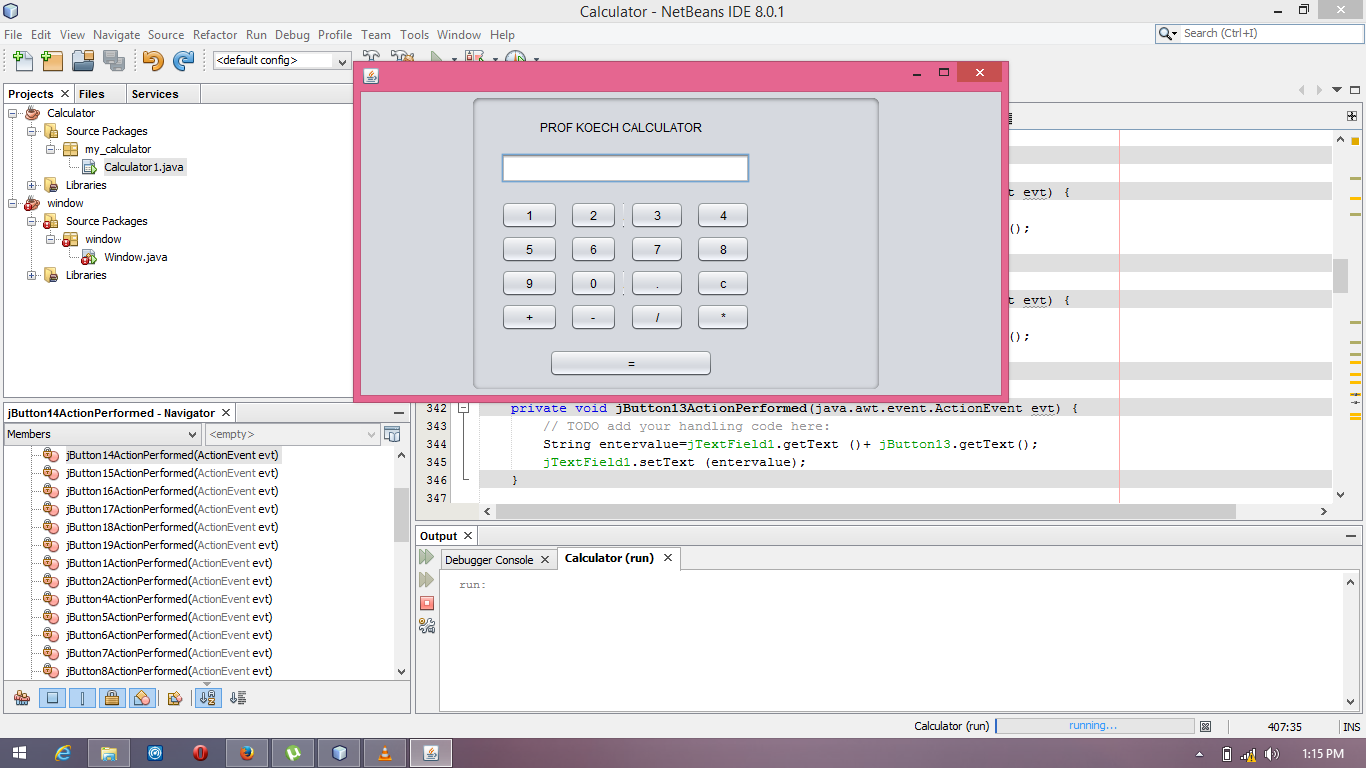 Calculator - NetBeans IDE 8.0.1
File Edit View Navigate Source Refactor Run Debug Profile Team Tools Window Help
Search (Ctrl+I)
<default config>
Projects Files Services
Calculator
Source Packages
my_calculator
Calculator1.java
Libraries
window
Source Packages
window
Window.java
Libraries
PROF KOECH CALCULATOR
1 2 3 4
5 6 7 8
9 0 . c
+ - / *
=
t evt) {
();
t evt) {
();
342 private void jButton13ActionPerformed(java.awt.event.ActionEvent evt) {
343 // TODO add your handling code here:
344 String entervalue=jTextField1.getText ()+ jButton13.getText();
345 jTextField1.setText (entervalue);
346 }
347
jButton14ActionPerformed - Navigator
Members <empty>
jButton14ActionPerformed(ActionEvent evt)
jButton15ActionPerformed(ActionEvent evt)
jButton16ActionPerformed(ActionEvent evt)
jButton17ActionPerformed(ActionEvent evt)
jButton18ActionPerformed(ActionEvent evt)
jButton19ActionPerformed(ActionEvent evt)
jButton1ActionPerformed(ActionEvent evt)
jButton2ActionPerformed(ActionEvent evt)
jButton4ActionPerformed(ActionEvent evt)
jButton5ActionPerformed(ActionEvent evt)
jButton6ActionPerformed(ActionEvent evt)
jButton7ActionPerformed(ActionEvent evt)
jButton8ActionPerformed(ActionEvent evt)
Output
Debugger Console Calculator (run)
run:
Calculator (run) running... 407:35 INS
1:15 PM